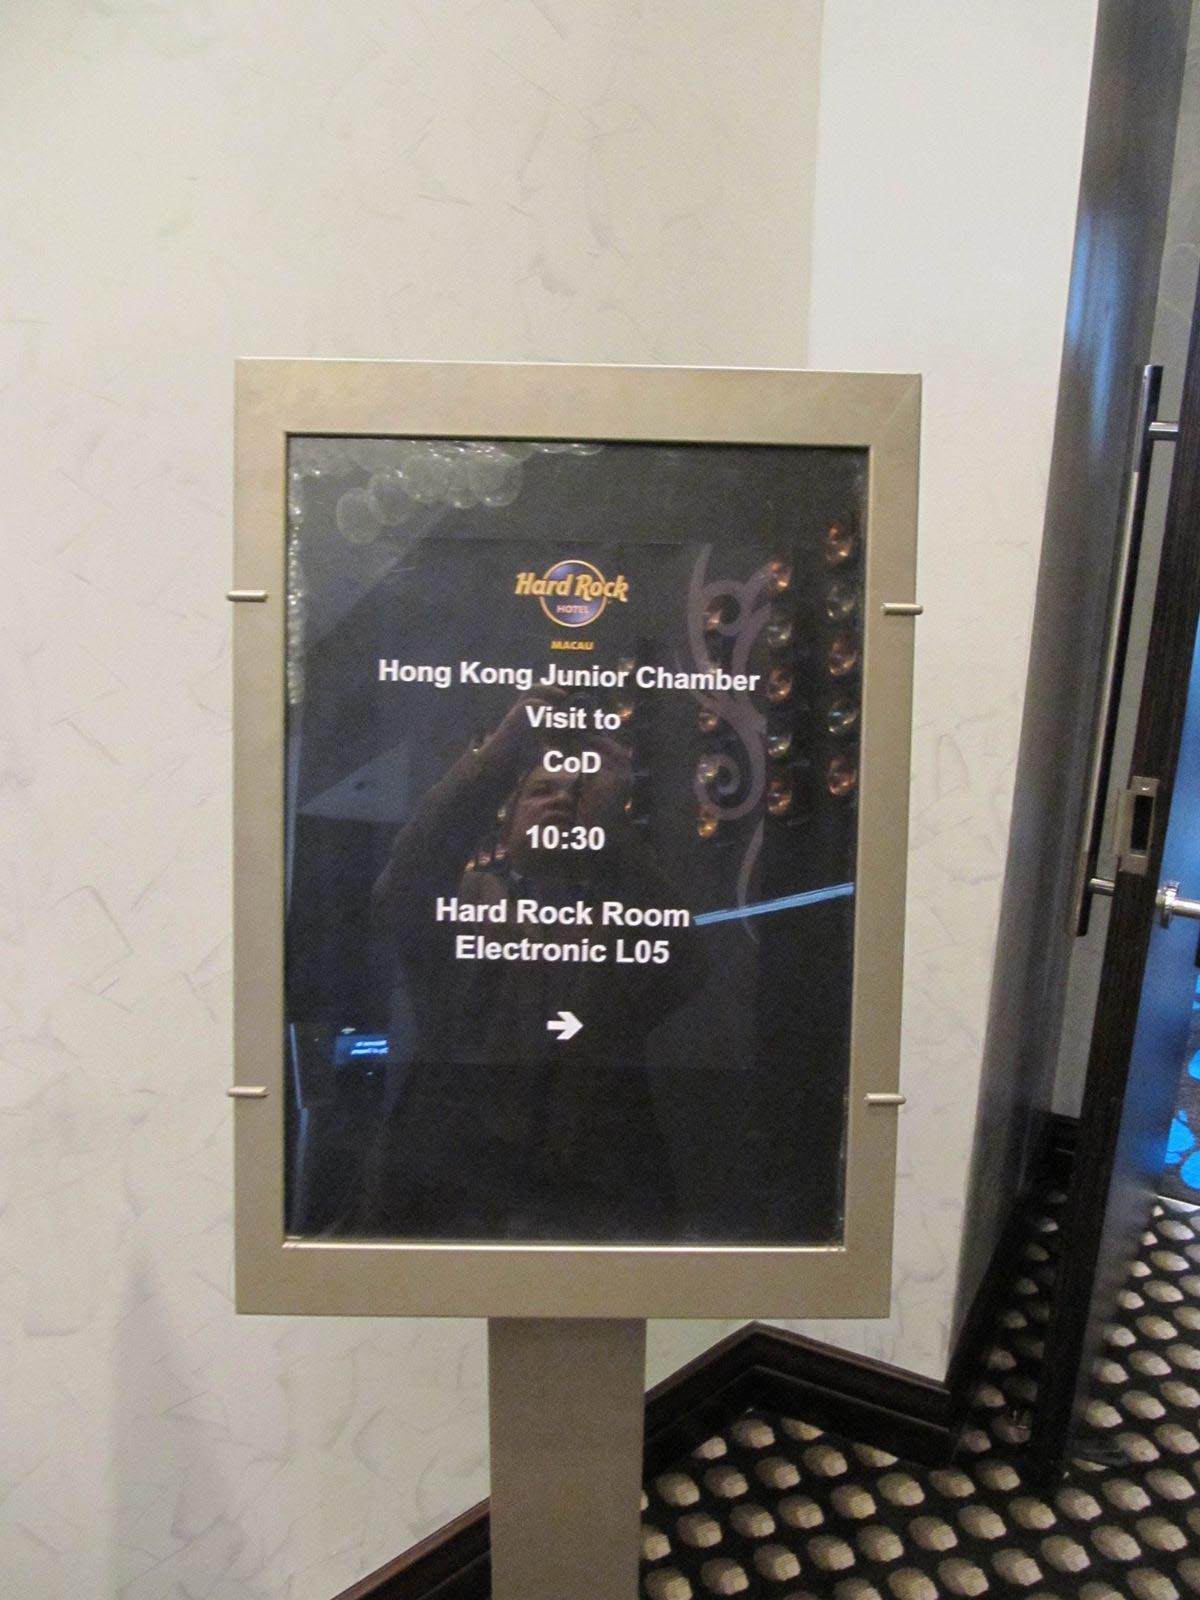 Hard Rock
HOTEL
MACAU
Hong Kong Junior Chamber
Visit to
CoD
10:30
Hard Rock Room
Electronic L05
→